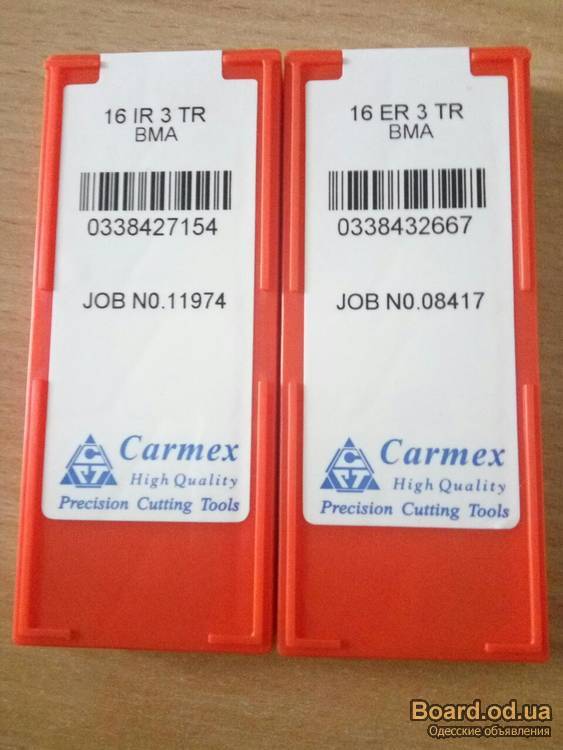 16 IR 3 TR
BMA
0338427154
JOB N0.11974
Carmex
High Quality
Precision Cutting Tools
16 ER 3 TR
BMA
0338432667
JOB N0.08417
Carmex
High Quality
Precision Cutting Tools
Board.od.ua
Одесские объявления